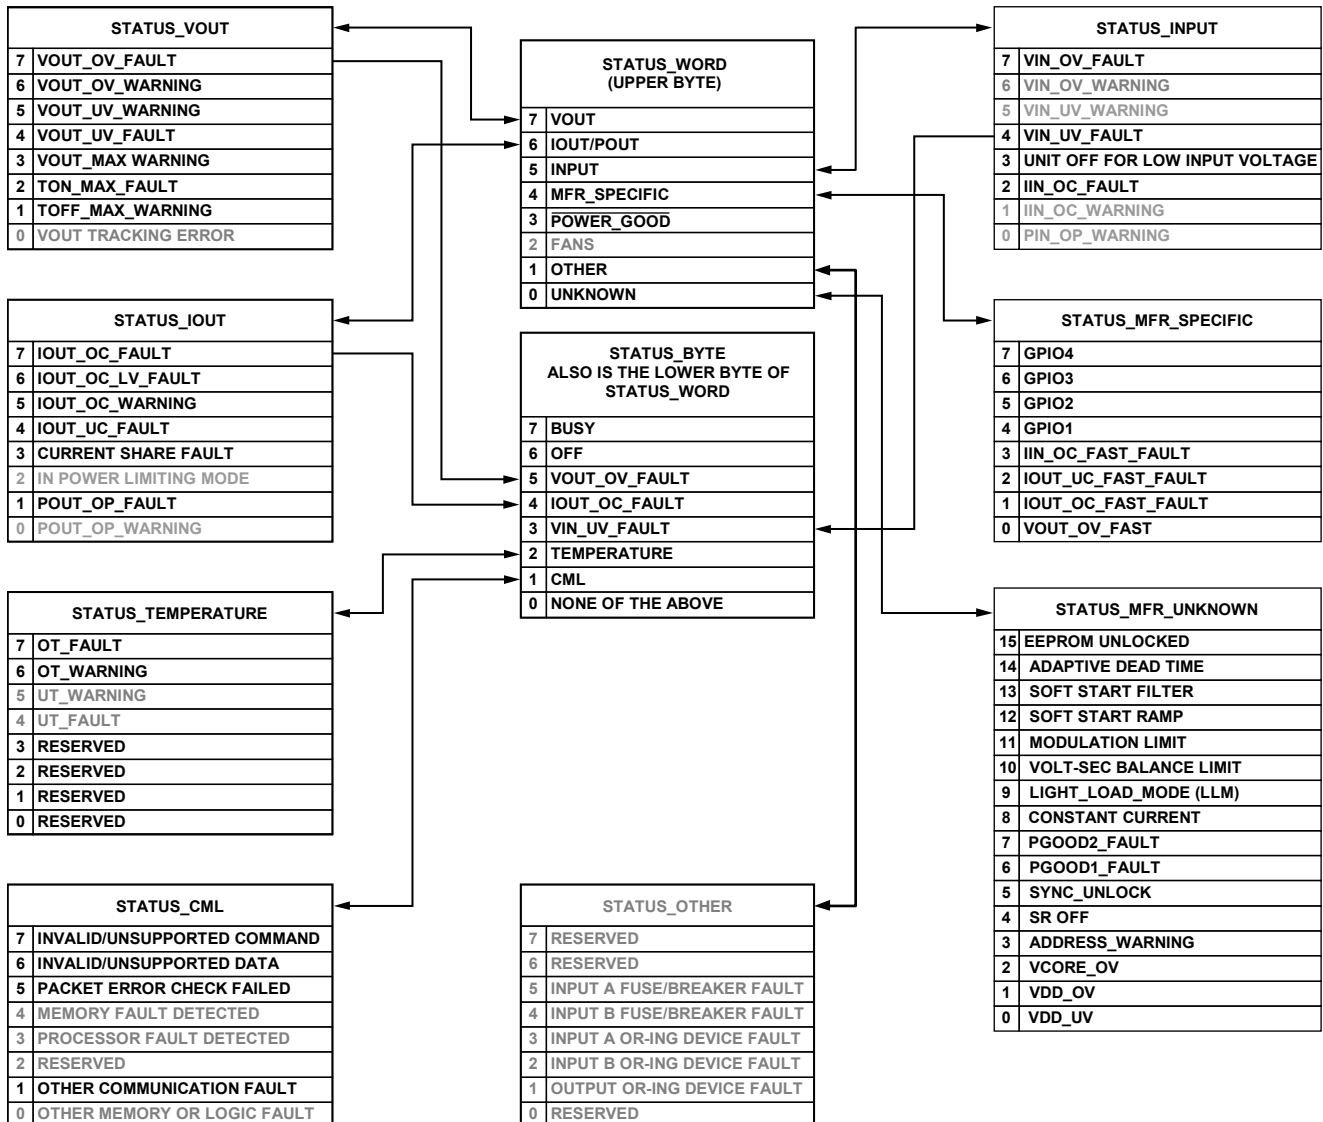 STATUS_VOUT
7 VOUT_OV_FAULT
6 VOUT_OV_WARNING
5 VOUT_UV_WARNING
4 VOUT_UV_FAULT
3 VOUT_MAX WARNING
2 TON_MAX_FAULT
1 TOFF_MAX_WARNING
0 VOUT TRACKING ERROR
STATUS_IOUT
7 IOUT_OC_FAULT
6 IOUT_OC_LV_FAULT
5 IOUT_OC_WARNING
4 IOUT_UC_FAULT
3 CURRENT SHARE FAULT
2 IN POWER LIMITING MODE
1 POUT_OP_FAULT
0 POUT_OP_WARNING
STATUS_TEMPERATURE
7 OT_FAULT
6 OT_WARNING
5 UT_WARNING
4 UT_FAULT
3 RESERVED
2 RESERVED
1 RESERVED
0 RESERVED
STATUS_CML
7 INVALID/UNSUPPORTED COMMAND
6 INVALID/UNSUPPORTED DATA
5 PACKET ERROR CHECK FAILED
4 MEMORY FAULT DETECTED
3 PROCESSOR FAULT DETECTED
2 RESERVED
1 OTHER COMMUNICATION FAULT
0 OTHER MEMORY OR LOGIC FAULT
STATUS_WORD
(UPPER BYTE)
7 VOUT
6 IOUT/POUT
5 INPUT
4 MFR_SPECIFIC
3 POWER_GOOD
2 FANS
1 OTHER
0 UNKNOWN
STATUS_BYTE
ALSO IS THE LOWER BYTE OF
STATUS_WORD
7 BUSY
6 OFF
5 VOUT_OV_FAULT
4 IOUT_OC_FAULT
3 VIN_UV_FAULT
2 TEMPERATURE
1 CML
0 NONE OF THE ABOVE
STATUS_OTHER
7 RESERVED
6 RESERVED
5 INPUT A FUSE/BREAKER FAULT
4 INPUT B FUSE/BREAKER FAULT
3 INPUT A OR-ING DEVICE FAULT
2 INPUT B OR-ING DEVICE FAULT
1 OUTPUT OR-ING DEVICE FAULT
0 RESERVED
STATUS_INPUT
7 VIN_OV_FAULT
6 VIN_OV_WARNING
5 VIN_UV_WARNING
4 VIN_UV_FAULT
3 UNIT OFF FOR LOW INPUT VOLTAGE
2 IIN_OC_FAULT
1 IIN_OC_WARNING
0 PIN_OP_WARNING
STATUS_MFR_SPECIFIC
7 GPIO4
6 GPIO3
5 GPIO2
4 GPIO1
3 IIN_OC_FAST_FAULT
2 IOUT_UC_FAST_FAULT
1 IOUT_OC_FAST_FAULT
0 VOUT_OV_FAST
STATUS_MFR_UNKNOWN
15 EEPROM UNLOCKED
14 ADAPTIVE DEAD TIME
13 SOFT START FILTER
12 SOFT START RAMP
11 MODULATION LIMIT
10 VOLT-SEC BALANCE LIMIT
9 LIGHT_LOAD_MODE (LLM)
8 CONSTANT CURRENT
7 PGOOD2_FAULT
6 PGOOD1_FAULT
5 SYNC_UNLOCK
4 SR OFF
3 ADDRESS_WARNING
2 VCORE_OV
1 VDD_OV
0 VDD_UV